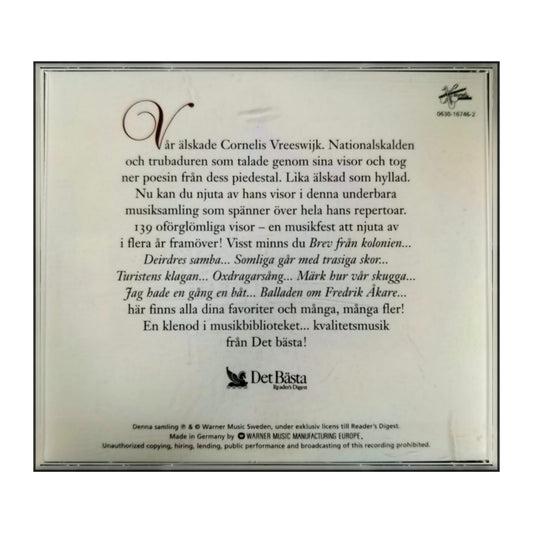 0630-16746-2
Vår älskade Cornelis Vreeswijk. Nationalskalden
och trubaduren som talade genom sina visor och tog
ner poesin från dess piedestal. Lika älskad som hyllad.
Nu kan du njuta av hans visor i denna underbara
musiksamling som spänner över hela hans repertoar.
139 oförglömliga visor – en musikfest att njuta av
i flera år framöver! Visst minns du Brev från kolonien...
Deirdres samba... Somliga går med trasiga skor...
Turistens klagan... Oxdragarsång... Märk hur vår skugga...
Jag hade en gång en båt... Balladen om Fredrik Åkare...
här finns alla dina favoriter och många, många fler!
En klenod i musikbiblioteket... kvalitetsmusik
från Det bästa!
Det Bästa
Reader's Digest
Denna samling ℗ & © Warner Music Sweden, under exklusiv licens till Reader's Digest.
Made in Germany by WARNER MUSIC MANUFACTURING EUROPE.
Unauthorized copying, hiring, lending, public performance and broadcasting of this recording prohibited.